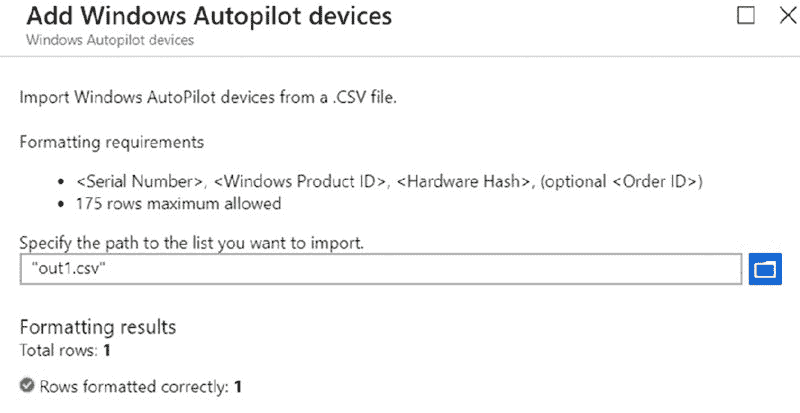 Add Windows Autopilot devices
Windows Autopilot devices
Import Windows AutoPilot devices from a .CSV file.
Formatting requirements
• <Serial Number>, <Windows Product ID>, <Hardware Hash>, (optional <Order ID>)
• 175 rows maximum allowed
Specify the path to the list you want to import.
"out1.csv"
Formatting results
Total rows: 1
Rows formatted correctly: 1